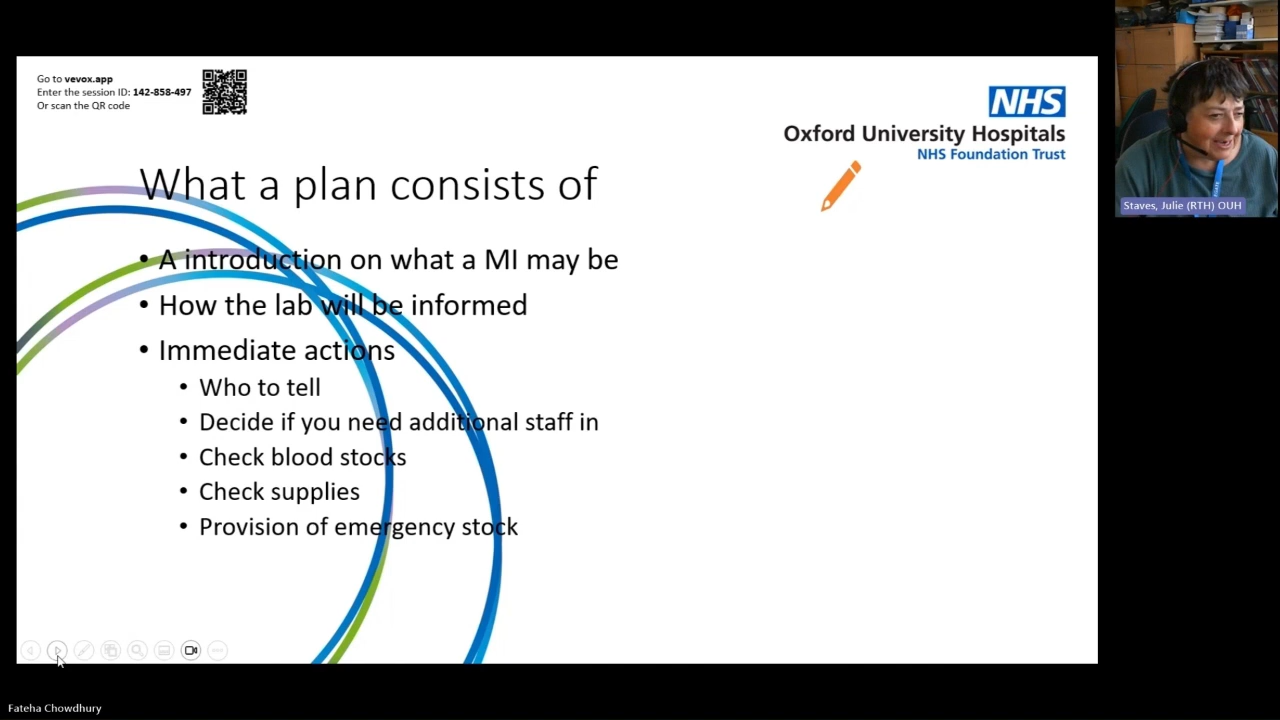 Go to vevox.app
Enter the session ID: 142-858-497
Or scan the QR code
NHS
Oxford University Hospitals
NHS Foundation Trust
What a plan consists of
• A introduction on what a MI may be
• How the lab will be informed
• Immediate actions
• Who to tell
• Decide if you need additional staff in
• Check blood stocks
• Check supplies
• Provision of emergency stock
Staves, Julie (RTH) OUH
Fateha Chowdhury